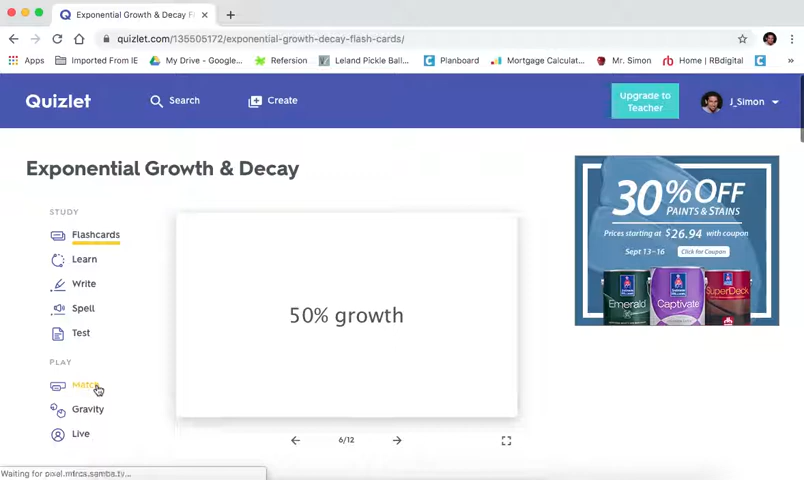 Exponential Growth & Decay F
quizlet.com/135505172/exponential-growth-decay-flash-cards/
Apps
Imported From IE
My Drive - Google...
Refersion
Leland Pickle Ball...
Planboard
Mortgage Calculat...
Mr. Simon
Home | RBdigital
Quizlet
Search
Create
Upgrade to
Teacher
J_Simon
Exponential Growth & Decay
STUDY
Flashcards
Learn
Write
Spell
Test
PLAY
Match
Gravity
Live
50% growth
6/12
30% OFF
PAINTS & STAINS
Prices starting at $26.94 with coupon
Sept 13-16
Click for Coupon
Emerald
Captivate
SuperDeck
Waiting for pixel.mtrcs.samba.tv...